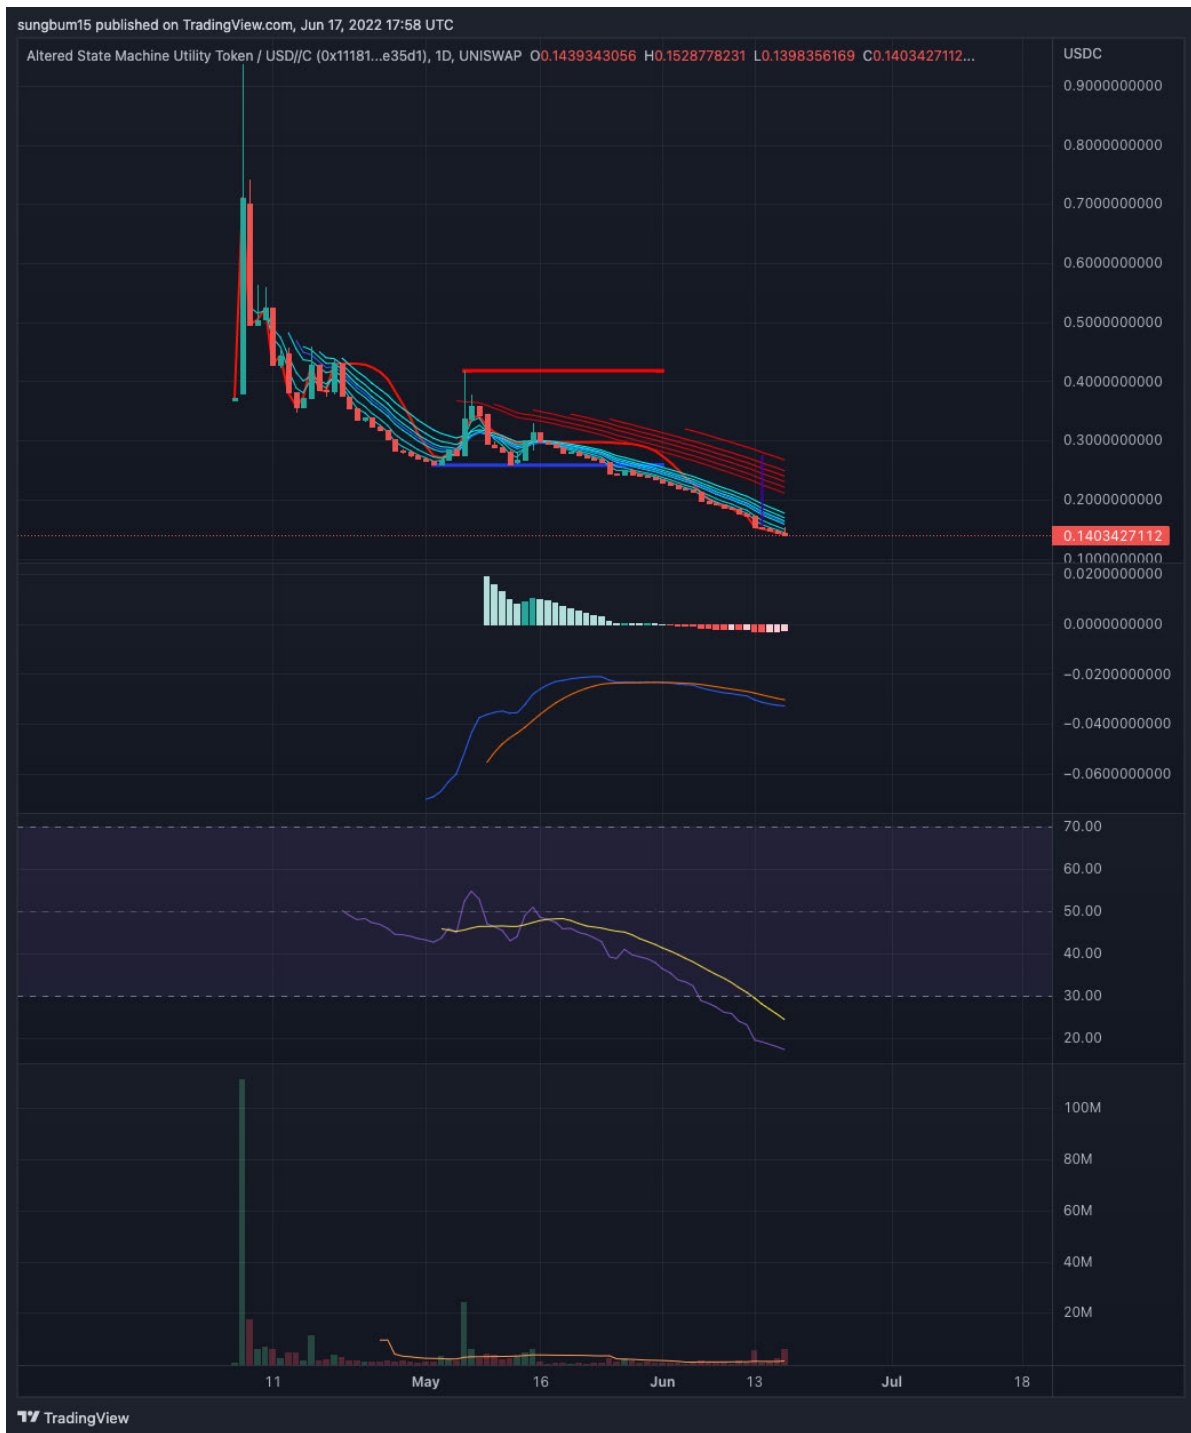 sungbum15 published on TradingView.com, Jun 17, 2022 17:58 UTC
Altered State Machine Utility Token / USD//C (0x11181...e35d1), 1D, UNISWAP O0.1439343056 H0.1528778231 L0.1398356169 C0.1403427112...
USDC
0.9000000000
0.8000000000
0.7000000000
0.6000000000
0.5000000000
0.4000000000
0.3000000000
0.2000000000
0.1403427112
0.1000000000
0.0200000000
0.0000000000
−0.0200000000
−0.0400000000
−0.0600000000
70.00
60.00
50.00
40.00
30.00
20.00
100M
80M
60M
40M
20M
11 May 16 Jun 13 Jul 18
TradingView